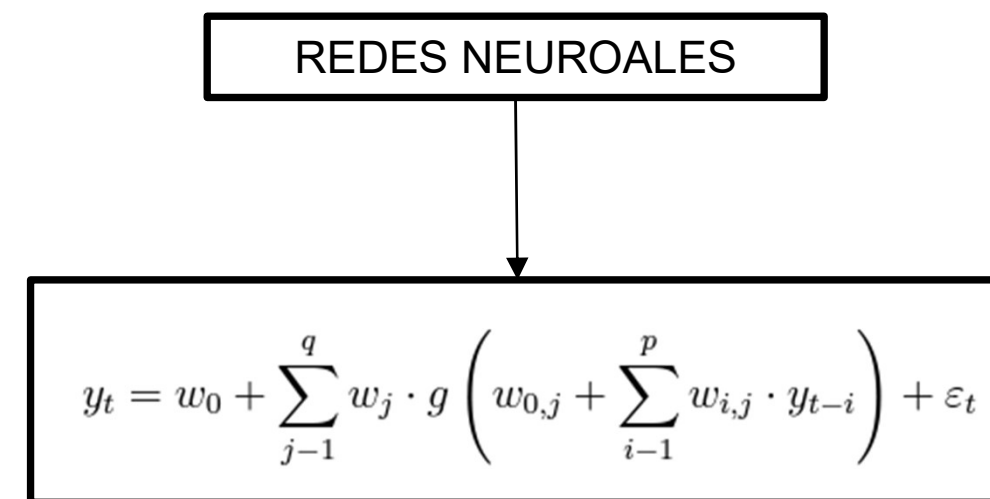 REDES NEUROALES
$y_t = w_0 + \sum_{j-1}^{q} w_j \cdot g \left( w_{0,j} + \sum_{i-1}^{p} w_{i,j} \cdot y_{t-i} \right) + \varepsilon_t$